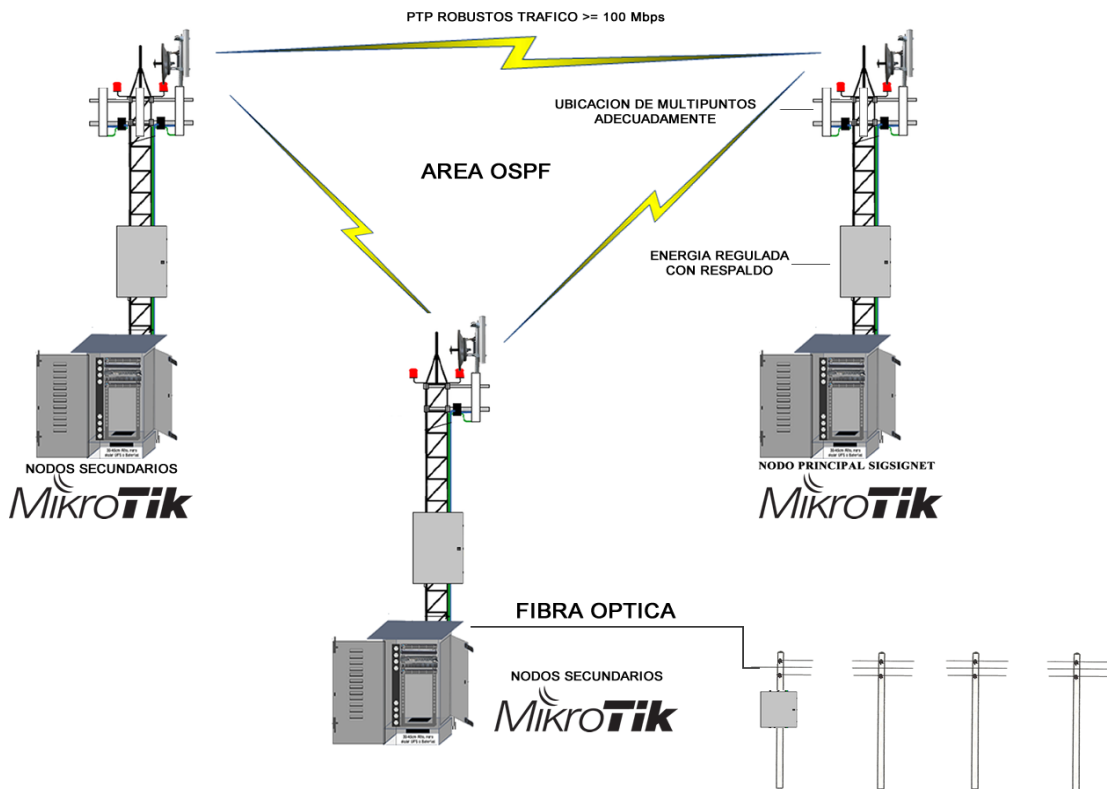 PTP ROBUSTOS TRAFICO >= 100 Mbps
UBICACION DE MULTIPUNTOS
ADECUADAMENTE
AREA OSPF
ENERGIA REGULADA
CON RESPALDO
NODOS SECUNDARIOS
MikroTik
NODO PRINCIPAL SIGSIGNET
MikroTik
FIBRA OPTICA
NODOS SECUNDARIOS
MikroTik